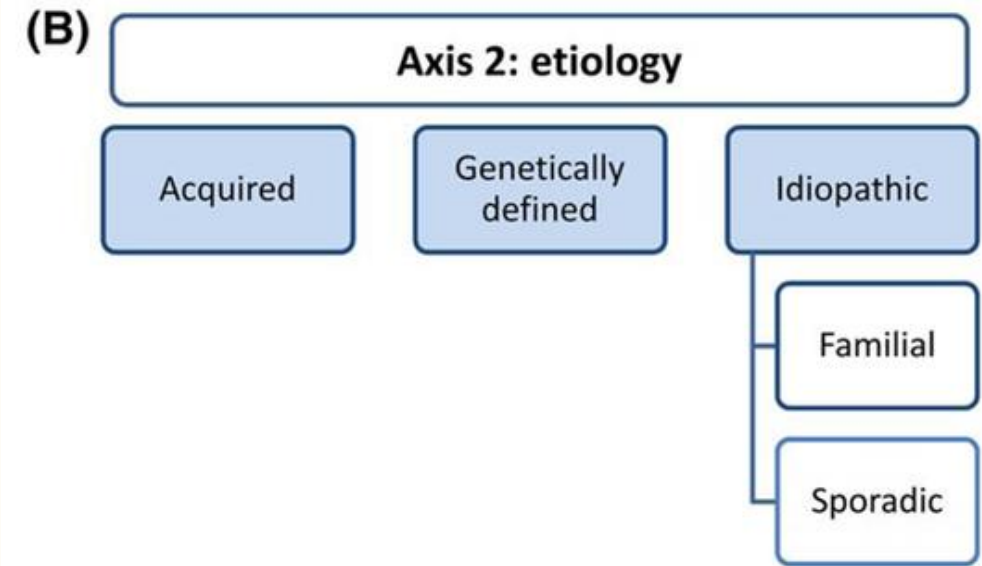 (B)
Axis 2: etiology
Acquired
Genetically
defined
Idiopathic
Familial
Sporadic